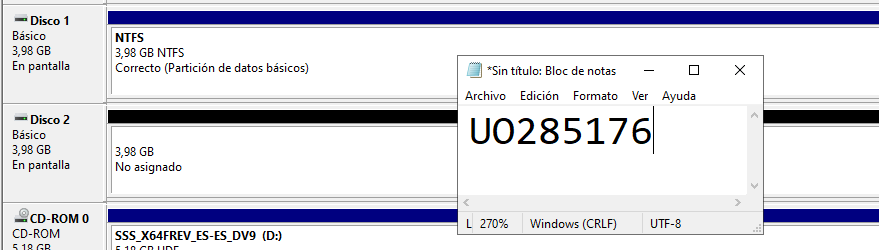 Disco 1
Básico
3,98 GB
En pantalla
NTFS
3,98 GB NTFS
Correcto (Partición de datos básicos)
Disco 2
Básico
3,98 GB
En pantalla
3,98 GB
No asignado
CD-ROM 0
CD-ROM
5,18 GB
SSS_X64FREV_ES-ES_DV9 (D:)
5,18 GB UDF
*Sin título: Bloc de notas
Archivo Edición Formato Ver Ayuda
UO285176
L 270% Windows (CRLF) UTF-8